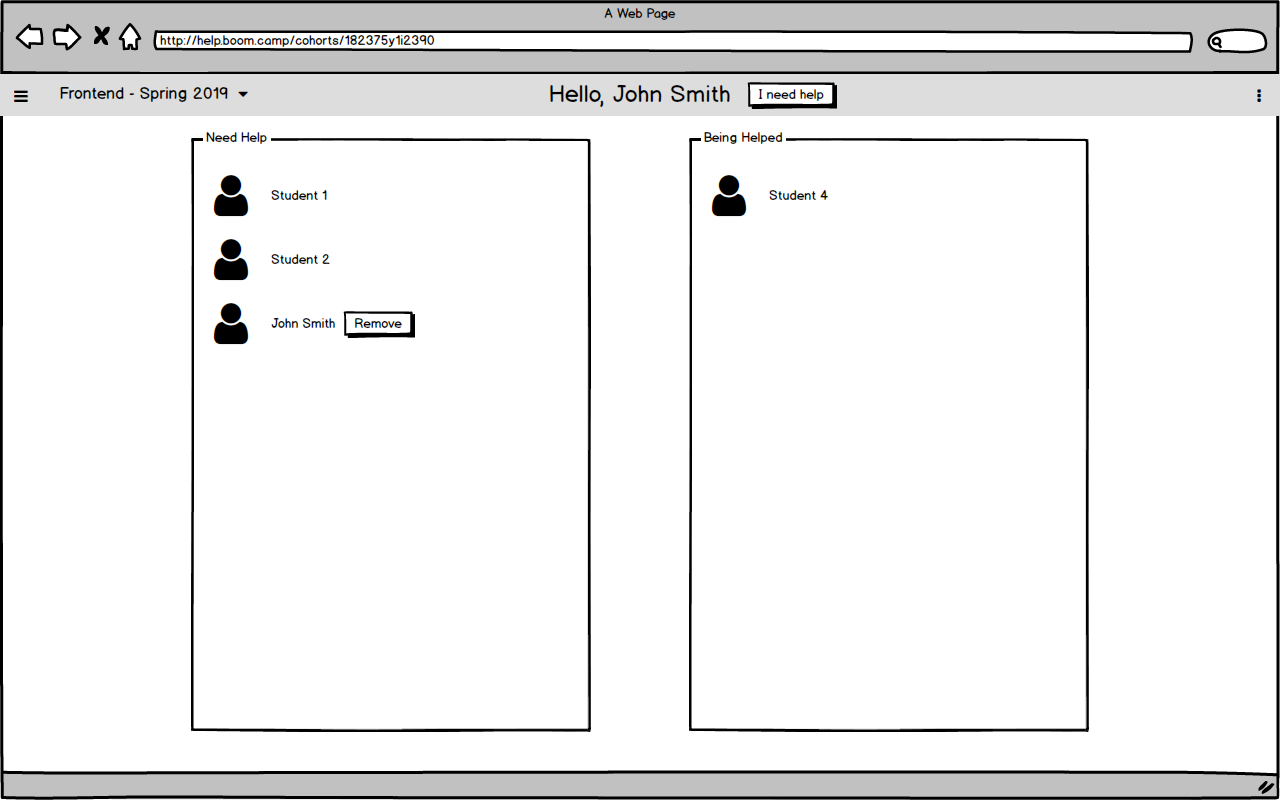 A Web Page
http://help.boom.camp/cohorts/182375y1i2390
Frontend - Spring 2019
Hello, John Smith
I need help
Need Help
Student 1
Student 2
John Smith
Remove
Being Helped
Student 4